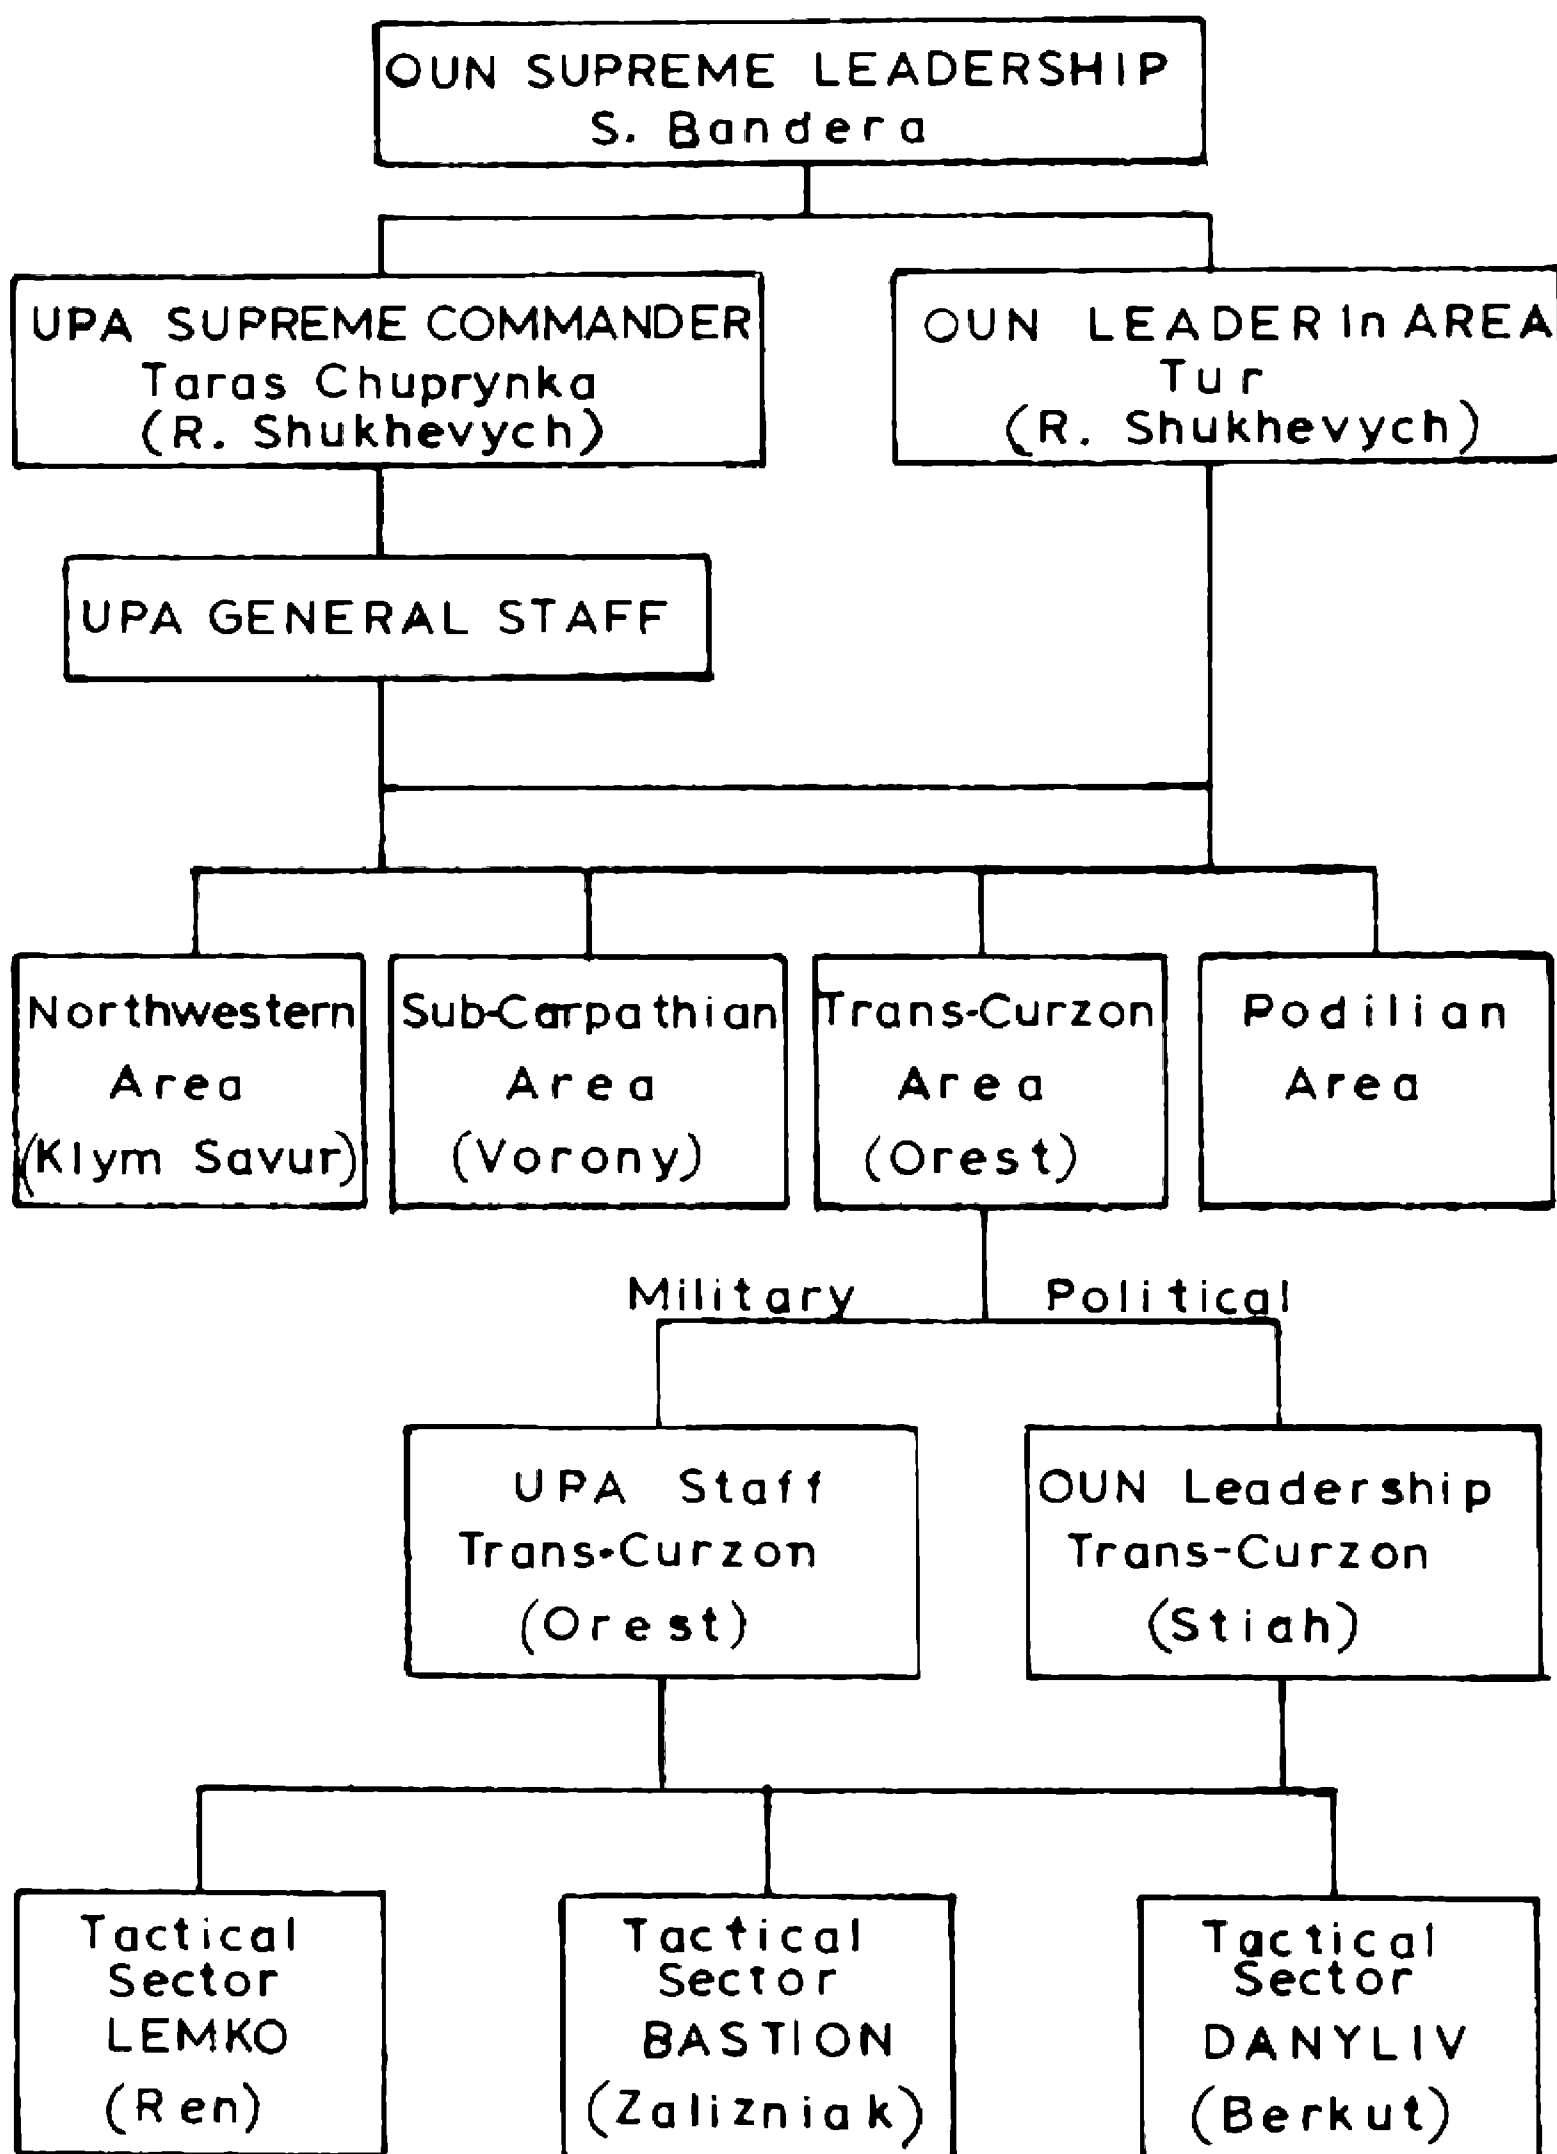 OUN SUPREME LEADERSHIP
S. Bandera
UPA SUPREME COMMANDER
Taras Chuprynka
(R. Shukhevych)
OUN LEADER in AREA
Tur
(R. Shukhevych)
UPA GENERAL STAFF
Northwestern
Area
(Klym Savur)
Sub-Carpathian
Area
(Vorony)
Trans-Curzon
Area
(Orest)
Podilian
Area
Military
Political
UPA Staff
Trans-Curzon
(Orest)
OUN Leadership
Trans-Curzon
(Stiah)
Tactical
Sector
LEMKO
(Ren)
Tactical
Sector
BASTION
(Zalizniak)
Tactical
Sector
DANYLIV
(Berkut)